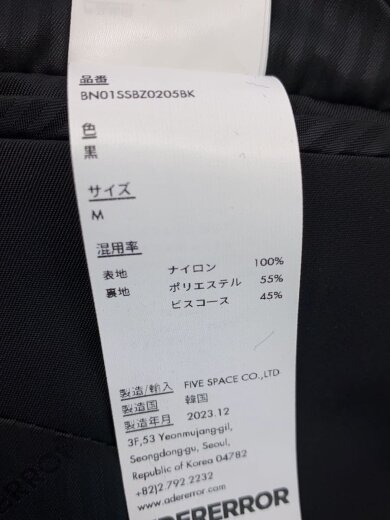 品番
BN01SSBZ0205BK
色
黒
サイズ
M
混用率
表地 ナイロン 100%
裏地 ポリエステル 55%
ビスコース 45%
製造/輸入 FIVE SPACE CO.,LTD.
製造国 韓国
製造年月 2023.12
3F,53 Yeonmujang-gil,
Seongdong-gu, Seoul,
Republic of Korea 04782
+82)2.792 2232
www.adererror.com
ADERERROR